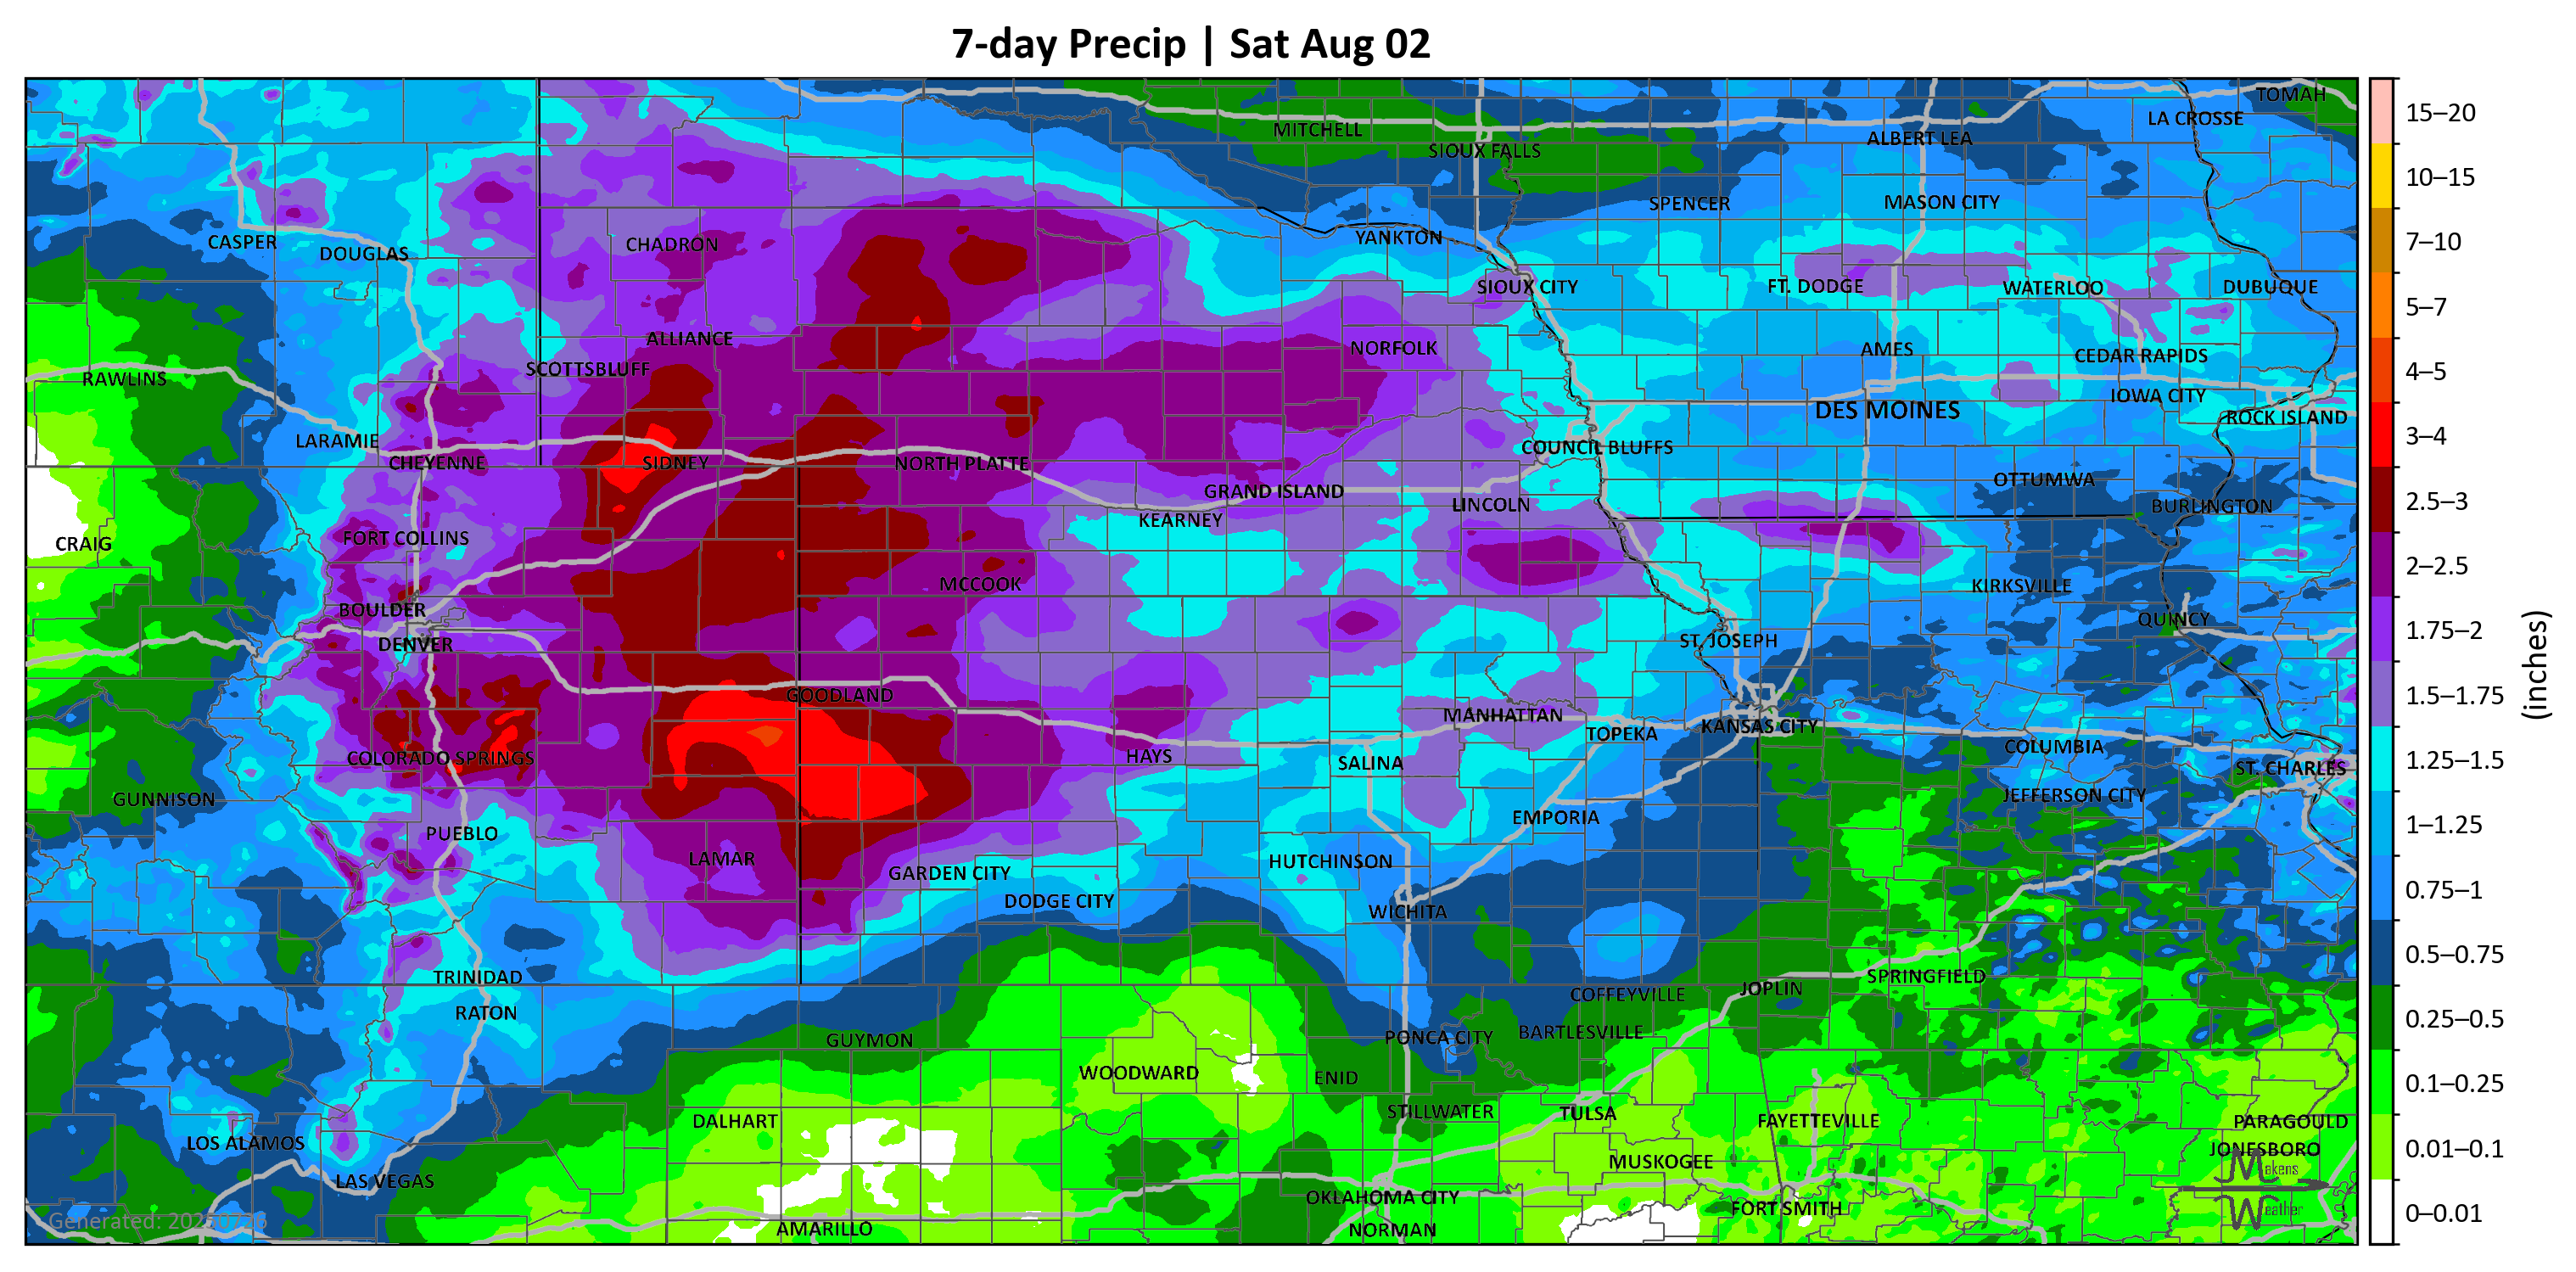 7-day Precip | Sat Aug 02
TOMAH
LA CROSSE
MITCHELL
ALBERT LEA
SIOUX FALLS
SPENCER
MASON CITY
YANKTON
CASPER
CHADRON
DOUGLAS
SIOUX CITY
FT. DODGE
WATERLOO
DUBUQUE
ALLIANCE
NORFOLK
AMES
CEDAR RAPIDS
SCOTTSBLUFF
RAWLINS
IOWA CITY
DES MOINES
ROCK ISLAND
LARAMIE
COUNCIL BLUFFS
CHEYENNE
SIDNEY
NORTH PLATTE
OTTUMWA
GRAND ISLAND
LINCOLN
BURLINGTON
KEARNEY
FORT COLLINS
CRAIG
MCCOOK
KIRKSVILLE
BOULDER
QUINCY
DENVER
ST. JOSEPH
GOODLAND
MANHATTAN
KANSAS CITY
TOPEKA
COLUMBIA
COLORADO SPRINGS
HAYS
SALINA
ST. CHARLES
GUNNISON
JEFFERSON CITY
EMPORIA
PUEBLO
LAMAR
HUTCHINSON
GARDEN CITY
DODGE CITY
WICHITA
TRINIDAD
SPRINGFIELD
JOPLIN
COFFEYVILLE
RATON
BARTLESVILLE
PONCA CITY
GUYMON
WOODWARD
ENID
STILLWATER
TULSA
DALHART
FAYETTEVILLE
PARAGOULD
LOS ALAMOS
JONESBORO
MUSKOGEE
LAS VEGAS
OKLAHOMA CITY
FORT SMITH
AMARILLO
NORMAN
Generated: 20250726
Makens
Weather
15–20
10–15
7–10
5–7
4–5
3–4
2.5–3
2–2.5
1.75–2
1.5–1.75
1.25–1.5
1–1.25
0.75–1
0.5–0.75
0.25–0.5
0.1–0.25
0.01–0.1
0–0.01
(inches)